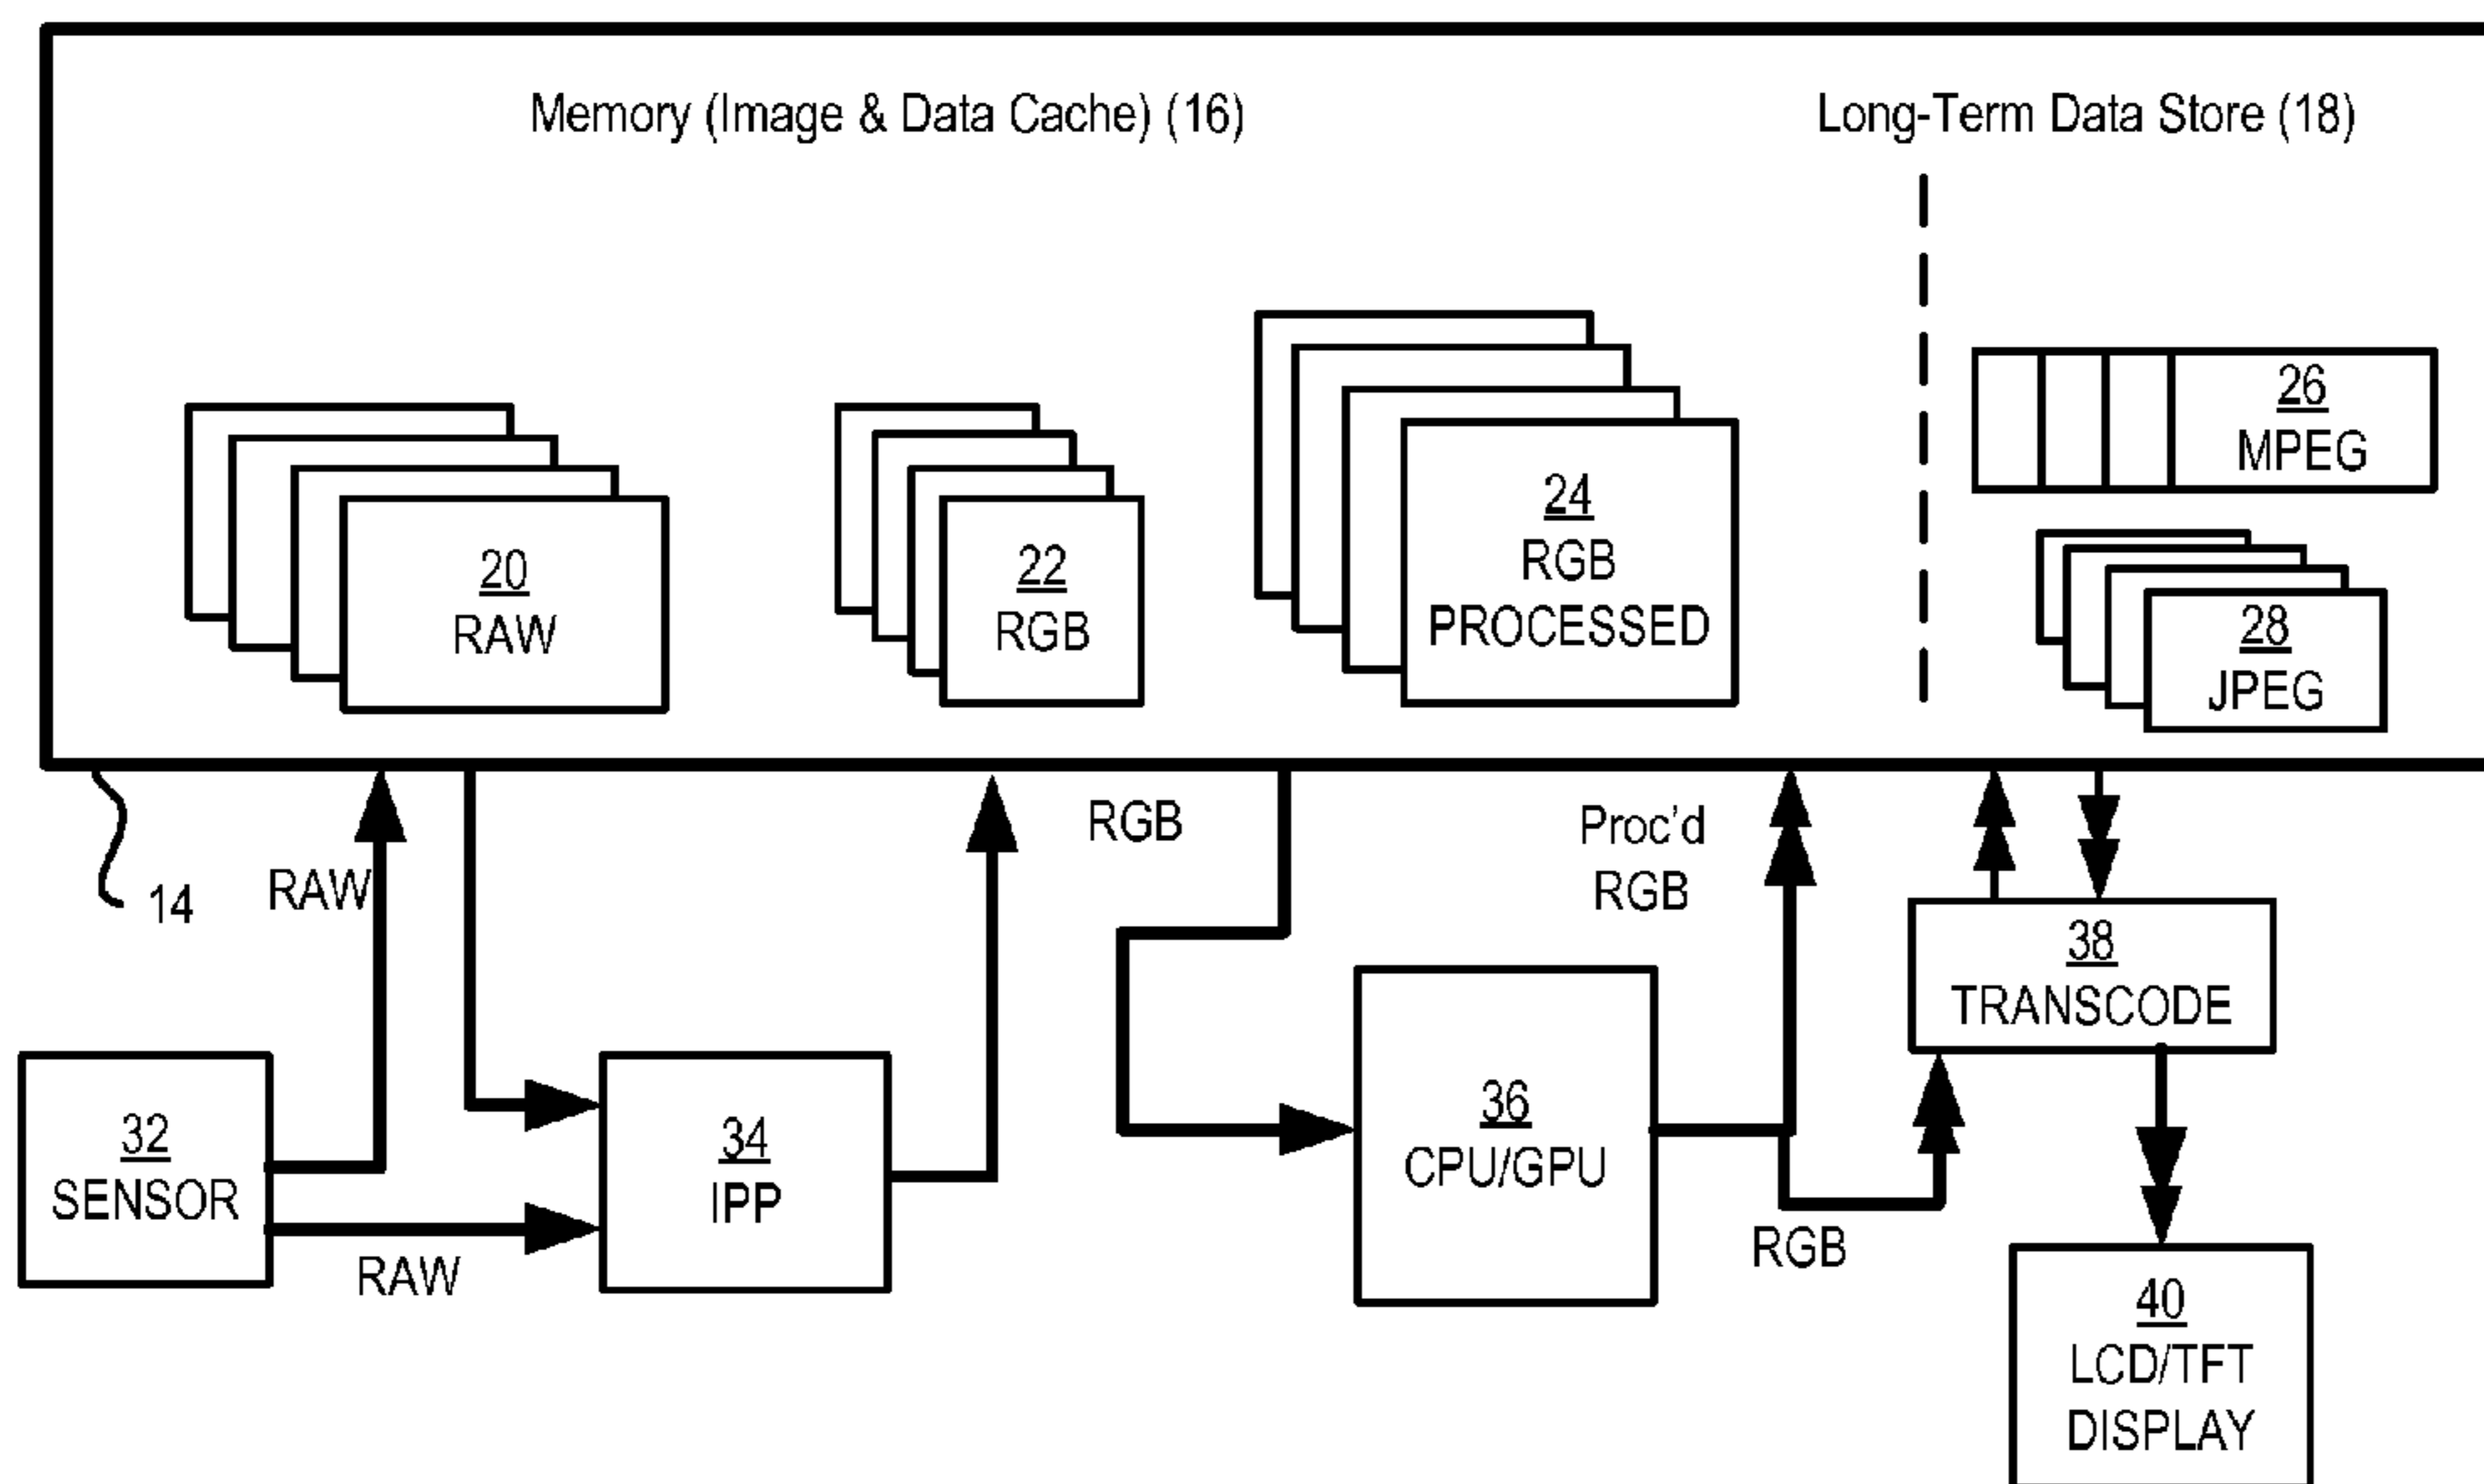 Memory (Image & Data Cache) (16)
Long-Term Data Store (18)
20
RAW
22
RGB
24
RGB
PROCESSED
26
MPEG
28
JPEG
14
RAW
RGB
Proc'd
RGB
38
TRANSCODE
32
SENSOR
RAW
34
IPP
36
CPU/GPU
RGB
40
LCD/TFT
DISPLAY